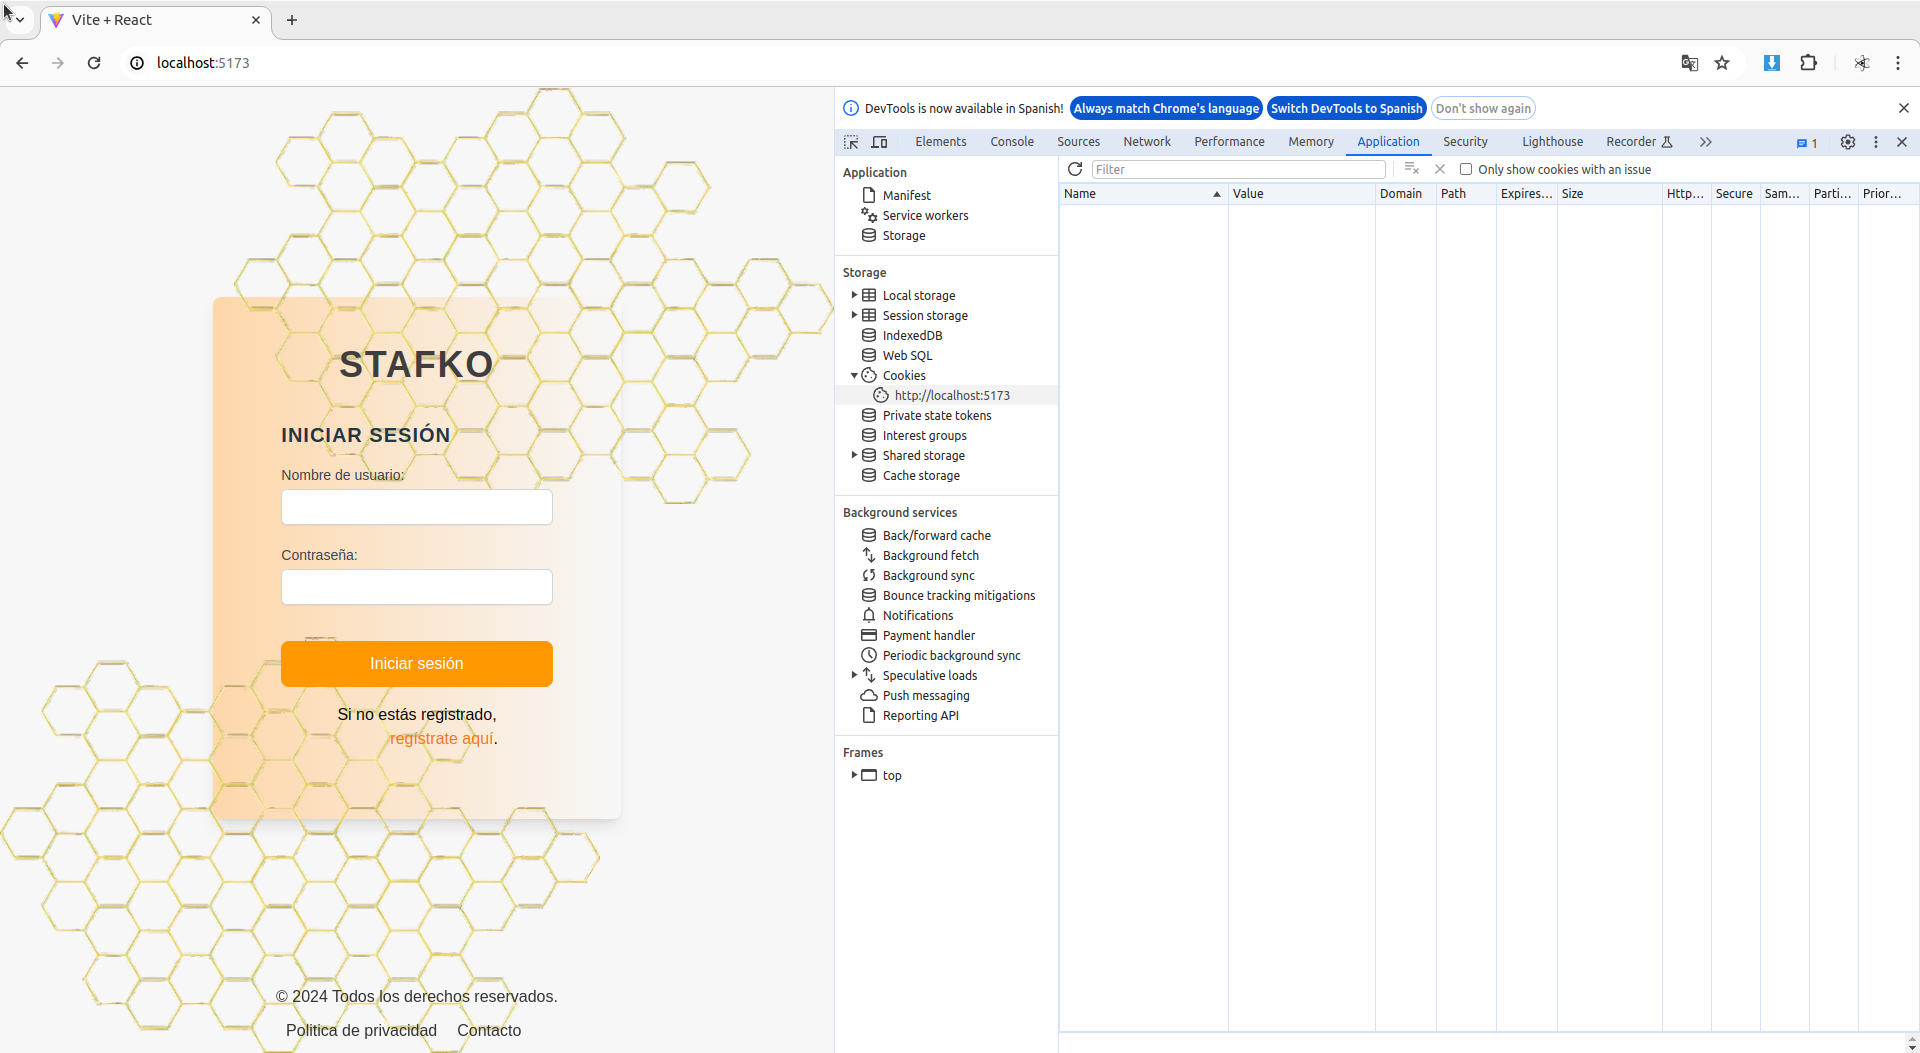 Vite + React
localhost:5173
STAFKO
INICIAR SESIÓN
Nombre de usuario:
Contraseña:
Iniciar sesión
Si no estás registrado,
regístrate aquí.
© 2024 Todos los derechos reservados.
Politica de privacidad Contacto
DevTools is now available in Spanish! Always match Chrome's language Switch DevTools to Spanish Don't show again
Elements Console Sources Network Performance Memory Application Security Lighthouse Recorder 1
Application
Manifest
Service workers
Storage
Storage
Local storage
Session storage
IndexedDB
Web SQL
Cookies
http://localhost:5173
Private state tokens
Interest groups
Shared storage
Cache storage
Background services
Back/forward cache
Background fetch
Background sync
Bounce tracking mitigations
Notifications
Payment handler
Periodic background sync
Speculative loads
Push messaging
Reporting API
Frames
top
Filter Only show cookies with an issue
Name Value Domain Path Expires... Size Http... Secure Sam... Parti... Prior...